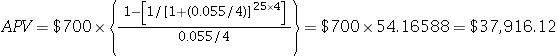 APV = $700 × { 1−[1/[1+(0.055/4)]^25×4] / 0.055/4 } = $700 × 54.16588 = $37,916.12